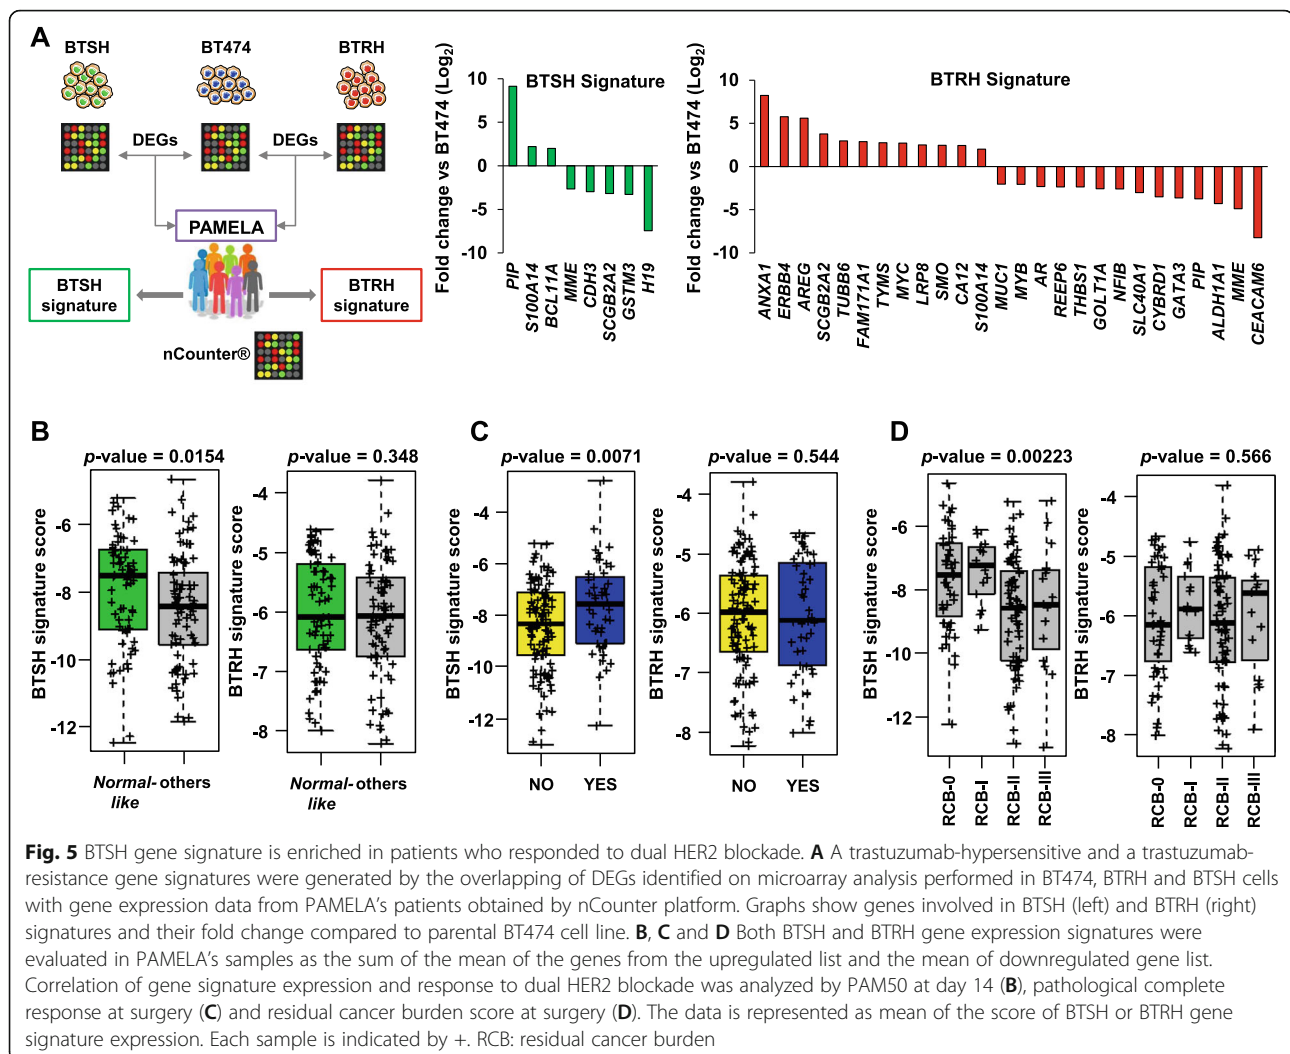 A
BTSH
BT474
BTRH
DEGs
DEGs
PAMELA
BTSH
signature
BTRH
signature
nCounter®
Fold change vs BT474 (Log2)
BTSH Signature
10
5
0
-5
-10
PIP
S100A14
BCL11A
MME
CDH3
SCGB2A2
GSTM3
H19
Fold change vs BT474 (Log2)
BTRH Signature
10
5
0
-5
-10
ANXA1
ERBB4
AREG
SCGB2A2
TUBB6
FAM171A1
TYMS
MYC
LRP8
SMO
CA12
S100A14
MUC1
MYB
AR
REEP6
THBS1
GOLT1A
NFIB
SLC40A1
CYBRD1
GATA3
PIP
ALDH1A1
MME
CEACAM6
B
p-value = 0.0154
BTSH signature score
-6
-8
-10
-12
Normal-like
others
p-value = 0.348
BTRH signature score
-4
-5
-6
-7
-8
Normal-like
others
C
p-value = 0.0071
BTSH signature score
-4
-6
-8
-10
-12
NO
YES
p-value = 0.544
BTRH signature score
-4
-5
-6
-7
-8
NO
YES
D
p-value = 0.00223
BTSH signature score
-6
-8
-10
-12
RCB-0
RCB-I
RCB-II
RCB-III
p-value = 0.566
BTRH signature score
-4
-5
-6
-7
-8
RCB-0
RCB-I
RCB-II
RCB-III
Fig. 5 BTSH gene signature is enriched in patients who responded to dual HER2 blockade. A A trastuzumab-hypersensitive and a trastuzumab-
resistance gene signatures were generated by the overlapping of DEGs identified on microarray analysis performed in BT474, BTRH and BTSH cells
with gene expression data from PAMELA's patients obtained by nCounter platform. Graphs show genes involved in BTSH (left) and BTRH (right)
signatures and their fold change compared to parental BT474 cell line. B, C and D Both BTSH and BTRH gene expression signatures were
evaluated in PAMELA's samples as the sum of the mean of the genes from the upregulated list and the mean of downregulated gene list.
Correlation of gene signature expression and response to dual HER2 blockade was analyzed by PAM50 at day 14 (B), pathological complete
response at surgery (C) and residual cancer burden score at surgery (D). The data is represented as mean of the score of BTSH or BTRH gene
signature expression. Each sample is indicated by +. RCB: residual cancer burden